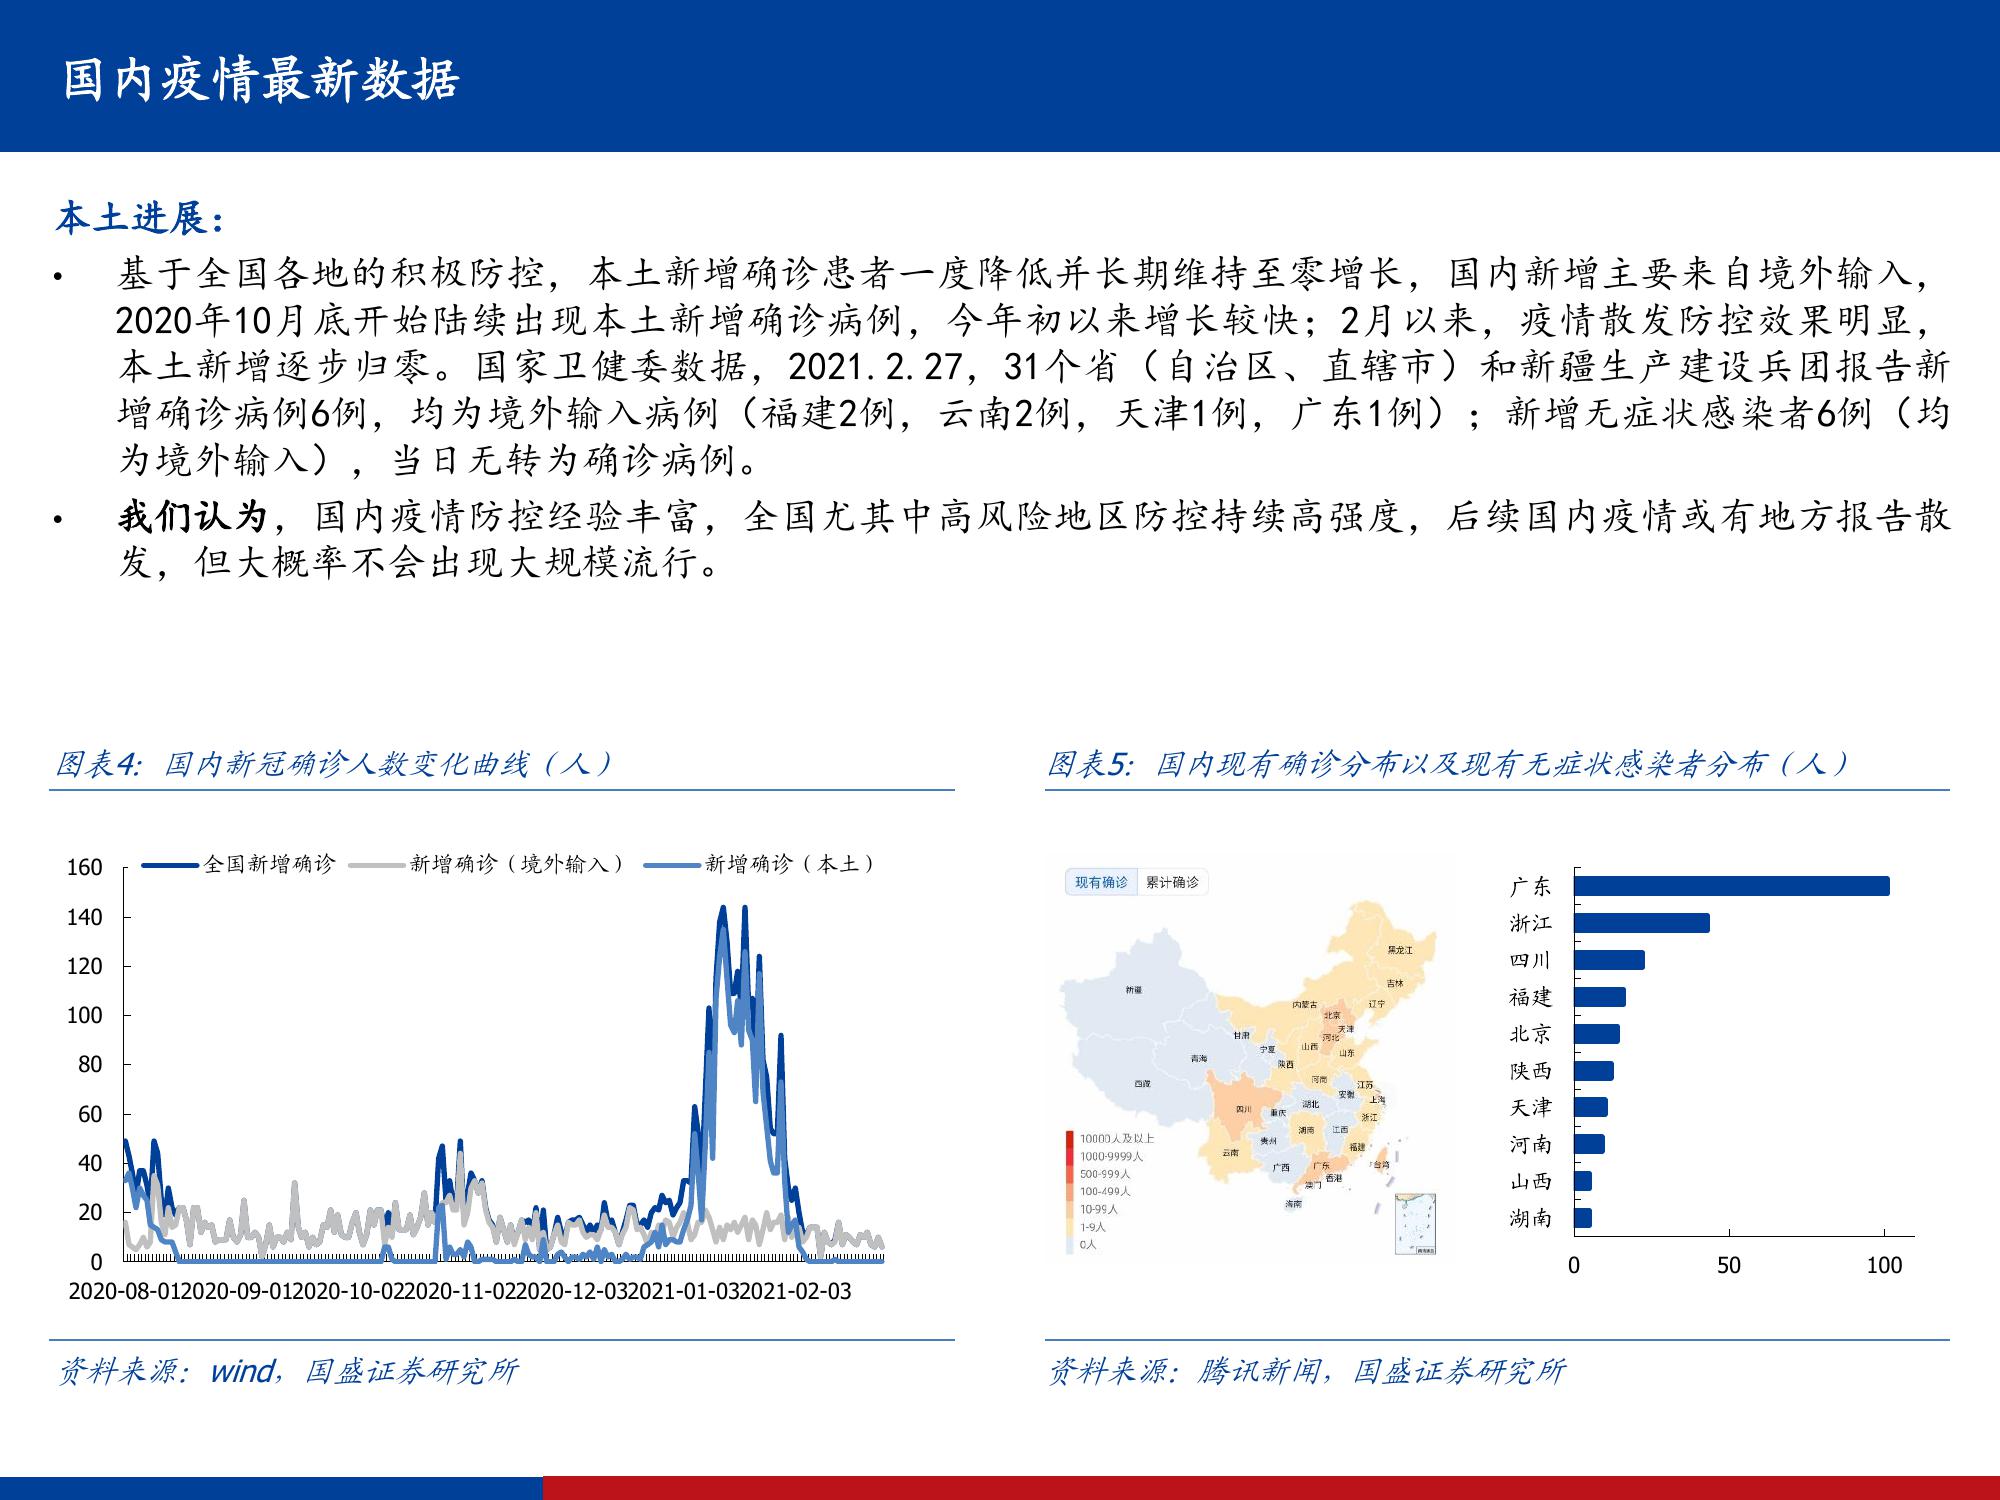 国内疫情最新数据
本土进展：
• 基于全国各地的积极防控，本土新增确诊患者一度降低并长期维持至零增长，国内新增主要来自境外输入，
2020年10月底开始陆续出现本土新增确诊病例，今年初以来增长较快；2月以来，疫情散发防控效果明显，
本土新增逐步归零。国家卫健委数据，2021.2.27，31个省（自治区、直辖市）和新疆生产建设兵团报告新
增确诊病例6例，均为境外输入病例（福建2例，云南2例，天津1例，广东1例）；新增无症状感染者6例（均
为境外输入），当日无转为确诊病例。
• 我们认为，国内疫情防控经验丰富，全国尤其中高风险地区防控持续高强度，后续国内疫情或有地方报告散
发，但大概率不会出现大规模流行。
图表4：国内新冠确诊人数变化曲线（人）
全国新增确诊 新增确诊（境外输入） 新增确诊（本土）
160
140
120
100
80
60
40
20
0
2020-08-01 2020-09-01 2020-10-02 2020-11-02 2020-12-03 2021-01-03 2021-02-03
资料来源：wind，国盛证券研究所
图表5：国内现有确诊分布以及现有无症状感染者分布（人）
现有确诊 累计确诊
黑龙江
吉林
辽宁
新疆
内蒙古
北京
天津
河北
甘肃
宁夏
山西
山东
青海
陕西
西藏
河南
江苏
安徽
上海
四川
重庆
湖北
浙江
湖南
江西
贵州
福建
云南
广西
广东
台湾
香港
澳门
海南
10000人及以上
1000-9999人
500-999人
100-499人
10-99人
1-9人
0人
广东
浙江
四川
福建
北京
陕西
天津
河南
山西
湖南
0 50 100
资料来源：腾讯新闻，国盛证券研究所